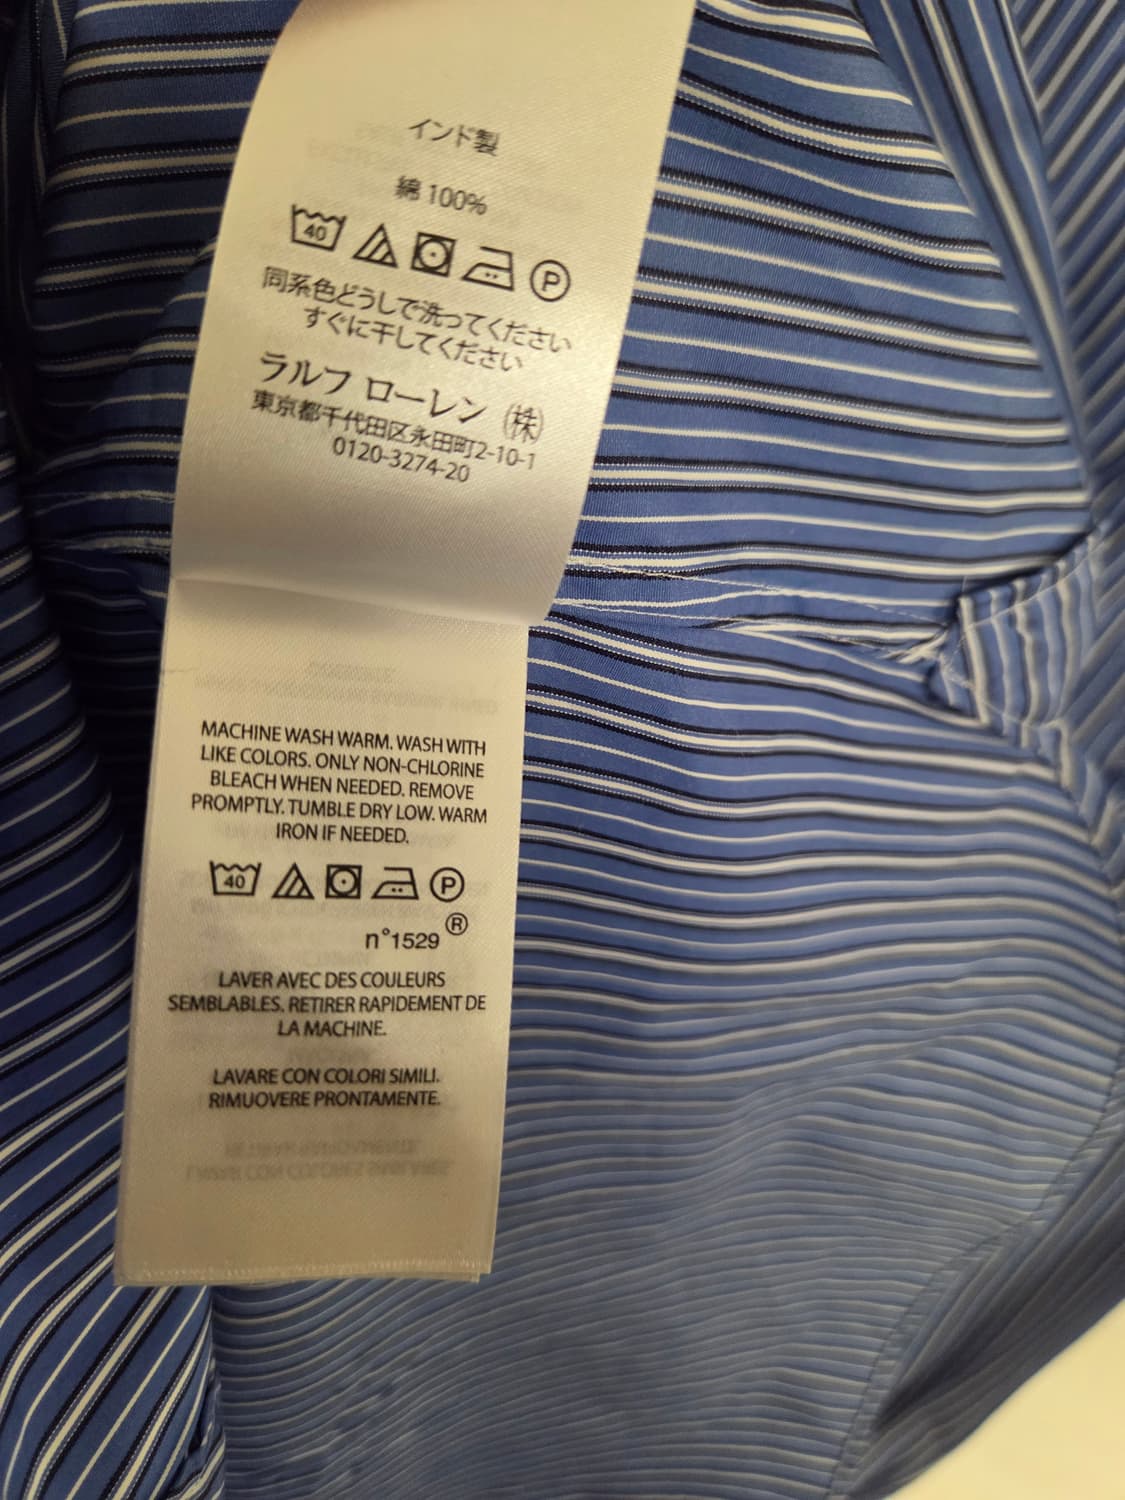 インド製
綿 100%
40 P
同系色どうしで洗ってください
すぐに干してください
ラルフ ローレン (株)
東京都千代田区永田町2-10-1
0120-3274-20
MACHINE WASH WARM. WASH WITH
LIKE COLORS. ONLY NON-CHLORINE
BLEACH WHEN NEEDED. REMOVE
PROMPTLY. TUMBLE DRY LOW. WARM
IRON IF NEEDED.
40 P
n°1529 ®
LAVER AVEC DES COULEURS
SEMBLABLES. RETIRER RAPIDEMENT DE
LA MACHINE.
LAVARE CON COLORI SIMILI.
RIMUOVERE PRONTAMENTE.